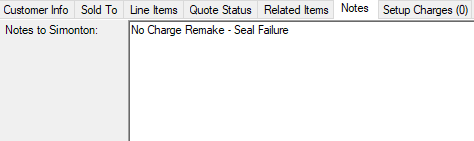 Customer Info Sold To Line Items Quote Status Related Items Notes Setup Charges (0)
Notes to Simonton: No Charge Remake - Seal Failure